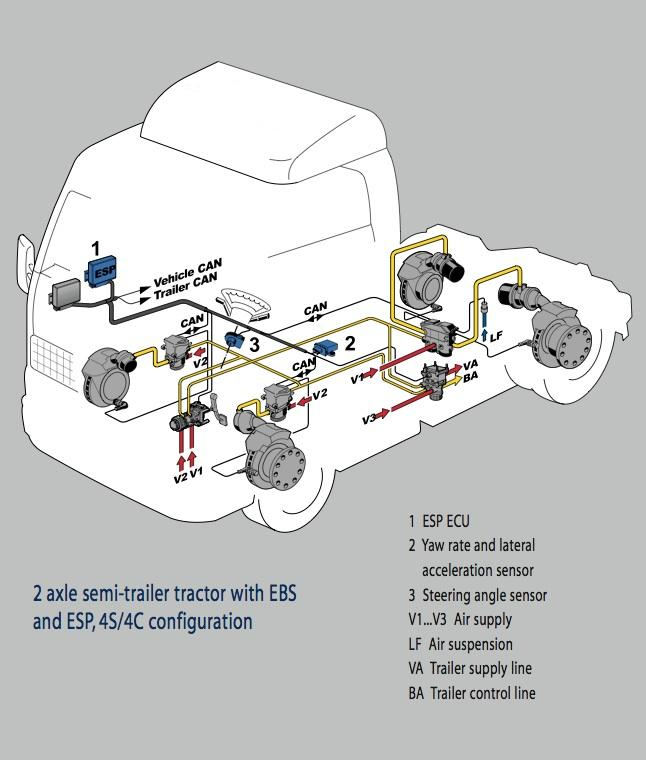 1
ESP
Vehicle CAN
Trailer CAN
CAN
CAN
3
2
LF
V2
CAN
V1
VA
BA
V2
V3
V2 V1
1 ESP ECU
2 Yaw rate and lateral
acceleration sensor
3 Steering angle sensor
V1...V3 Air supply
LF Air suspension
VA Trailer supply line
BA Trailer control line
2 axle semi-trailer tractor with EBS
and ESP, 4S/4C configuration